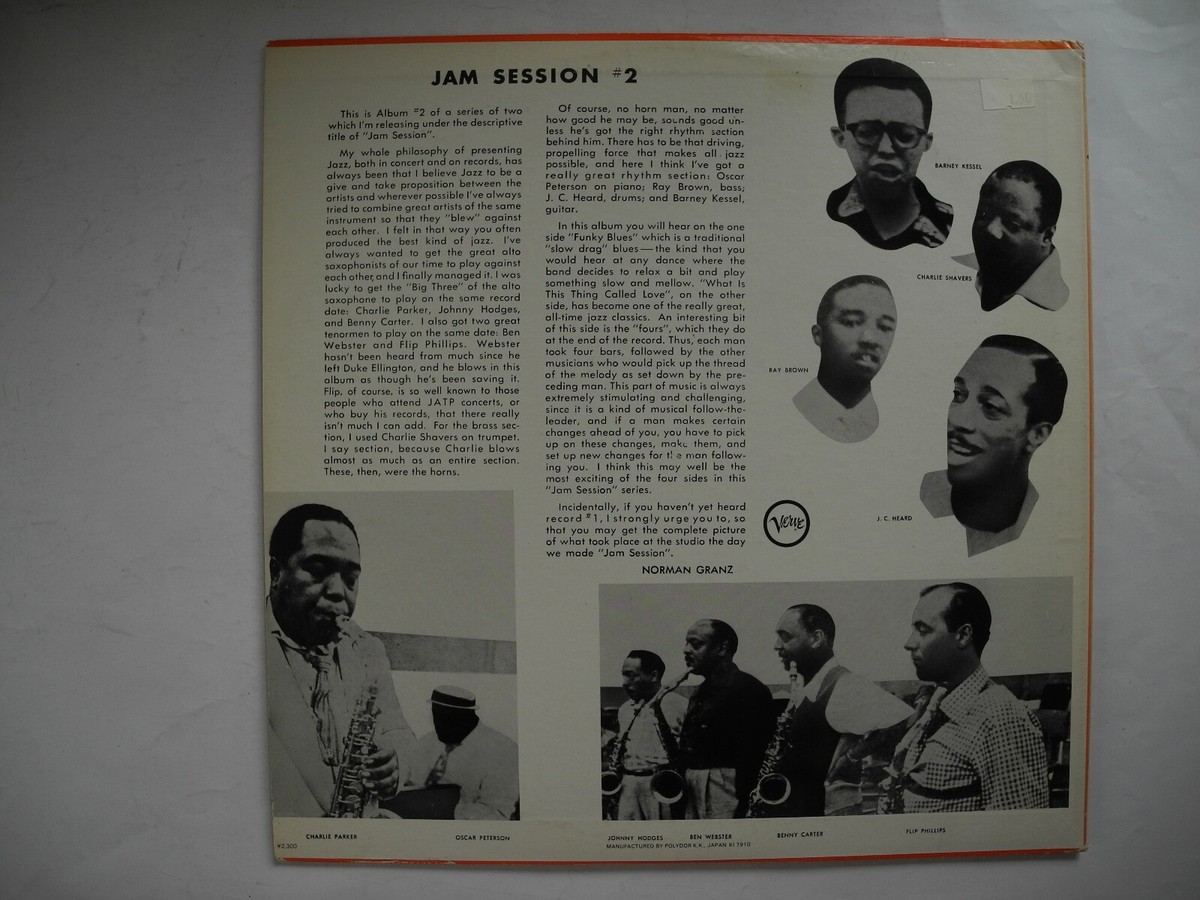 JAM SESSION #2
This is Album #2 of a series of two
which I'm releasing under the descriptive
title of "Jam Session".
My whole philosophy of presenting
Jazz, both in concert and on records, has
always been that I believe Jazz to be a
give and take proposition between the
artists and wherever possible I've always
tried to combine great artists of the same
instrument so that they "blew" against
each other. I felt in that way you often
produced the best kind of jazz. I've
always wanted to get the great alto
saxophonists of our time to play against
each other, and I finally managed it. I was
lucky to get the "Big Three" of the alto
saxophone to play on the same record
date: Charlie Parker, Johnny Hodges,
and Benny Carter. I also got two great
tenormen to play on the same date: Ben
Webster and Flip Phillips. Webster
hasn't been heard from much since he
left Duke Ellington, and he blows in this
album as though he's been saving it.
Flip, of course, is so well known to those
people who attend JATP concerts, or
who buy his records, that there really
isn't much I can add. For the brass sec-
tion, I used Charlie Shavers on trumpet.
I say section, because Charlie blows
almost as much as an entire section.
These, then, were the horns.
Of course, no horn man, no matter
how good he may be, sounds good un-
less he's got the right rhythm section
behind him. There has to be that driving,
propelling force that makes all jazz
possible, and here I think I've got a
really great rhythm section: Oscar
Peterson on piano; Ray Brown, bass;
J. C. Heard, drums; and Barney Kessel,
guitar.
In this album you will hear on the one
side "Funky Blues" which is a traditional
"slow drag" blues—the kind that you
would hear at any dance where the
band decides to relax a bit and play
something slow and mellow. "What Is
This Thing Called Love", on the other
side, has become one of the really great,
all-time jazz classics. An interesting bit
of this side is the "fours", which they do
at the end of the record. Thus, each man
took four bars, followed by the other
musicians who would pick up the thread
of the melody as set down by the pre-
ceding man. This part of music is always
extremely stimulating and challenging,
since it is a kind of musical follow-the-
leader, and if a man makes certain
changes ahead of you, you have to pick
up on these changes, make them, and
set up new changes for the man follow-
ing you. I think this may well be the
most exciting of the four sides in this
"Jam Session" series.
Incidentally, if you haven't yet heard
record #1, I strongly urge you to, so
that you may get the complete picture
of what took place at the studio the day
we made "Jam Session".
NORMAN GRANZ
BARNEY KESSEL
CHARLIE SHAVERS
RAY BROWN
J. C. HEARD
Verve
CHARLIE PARKER
OSCAR PETERSON
JOHNNY HODGES
BEN WEBSTER
BENNY CARTER
FLIP PHILLIPS
MANUFACTURED BY POLYDOR K.K., JAPAN KI 7910
¥2,300